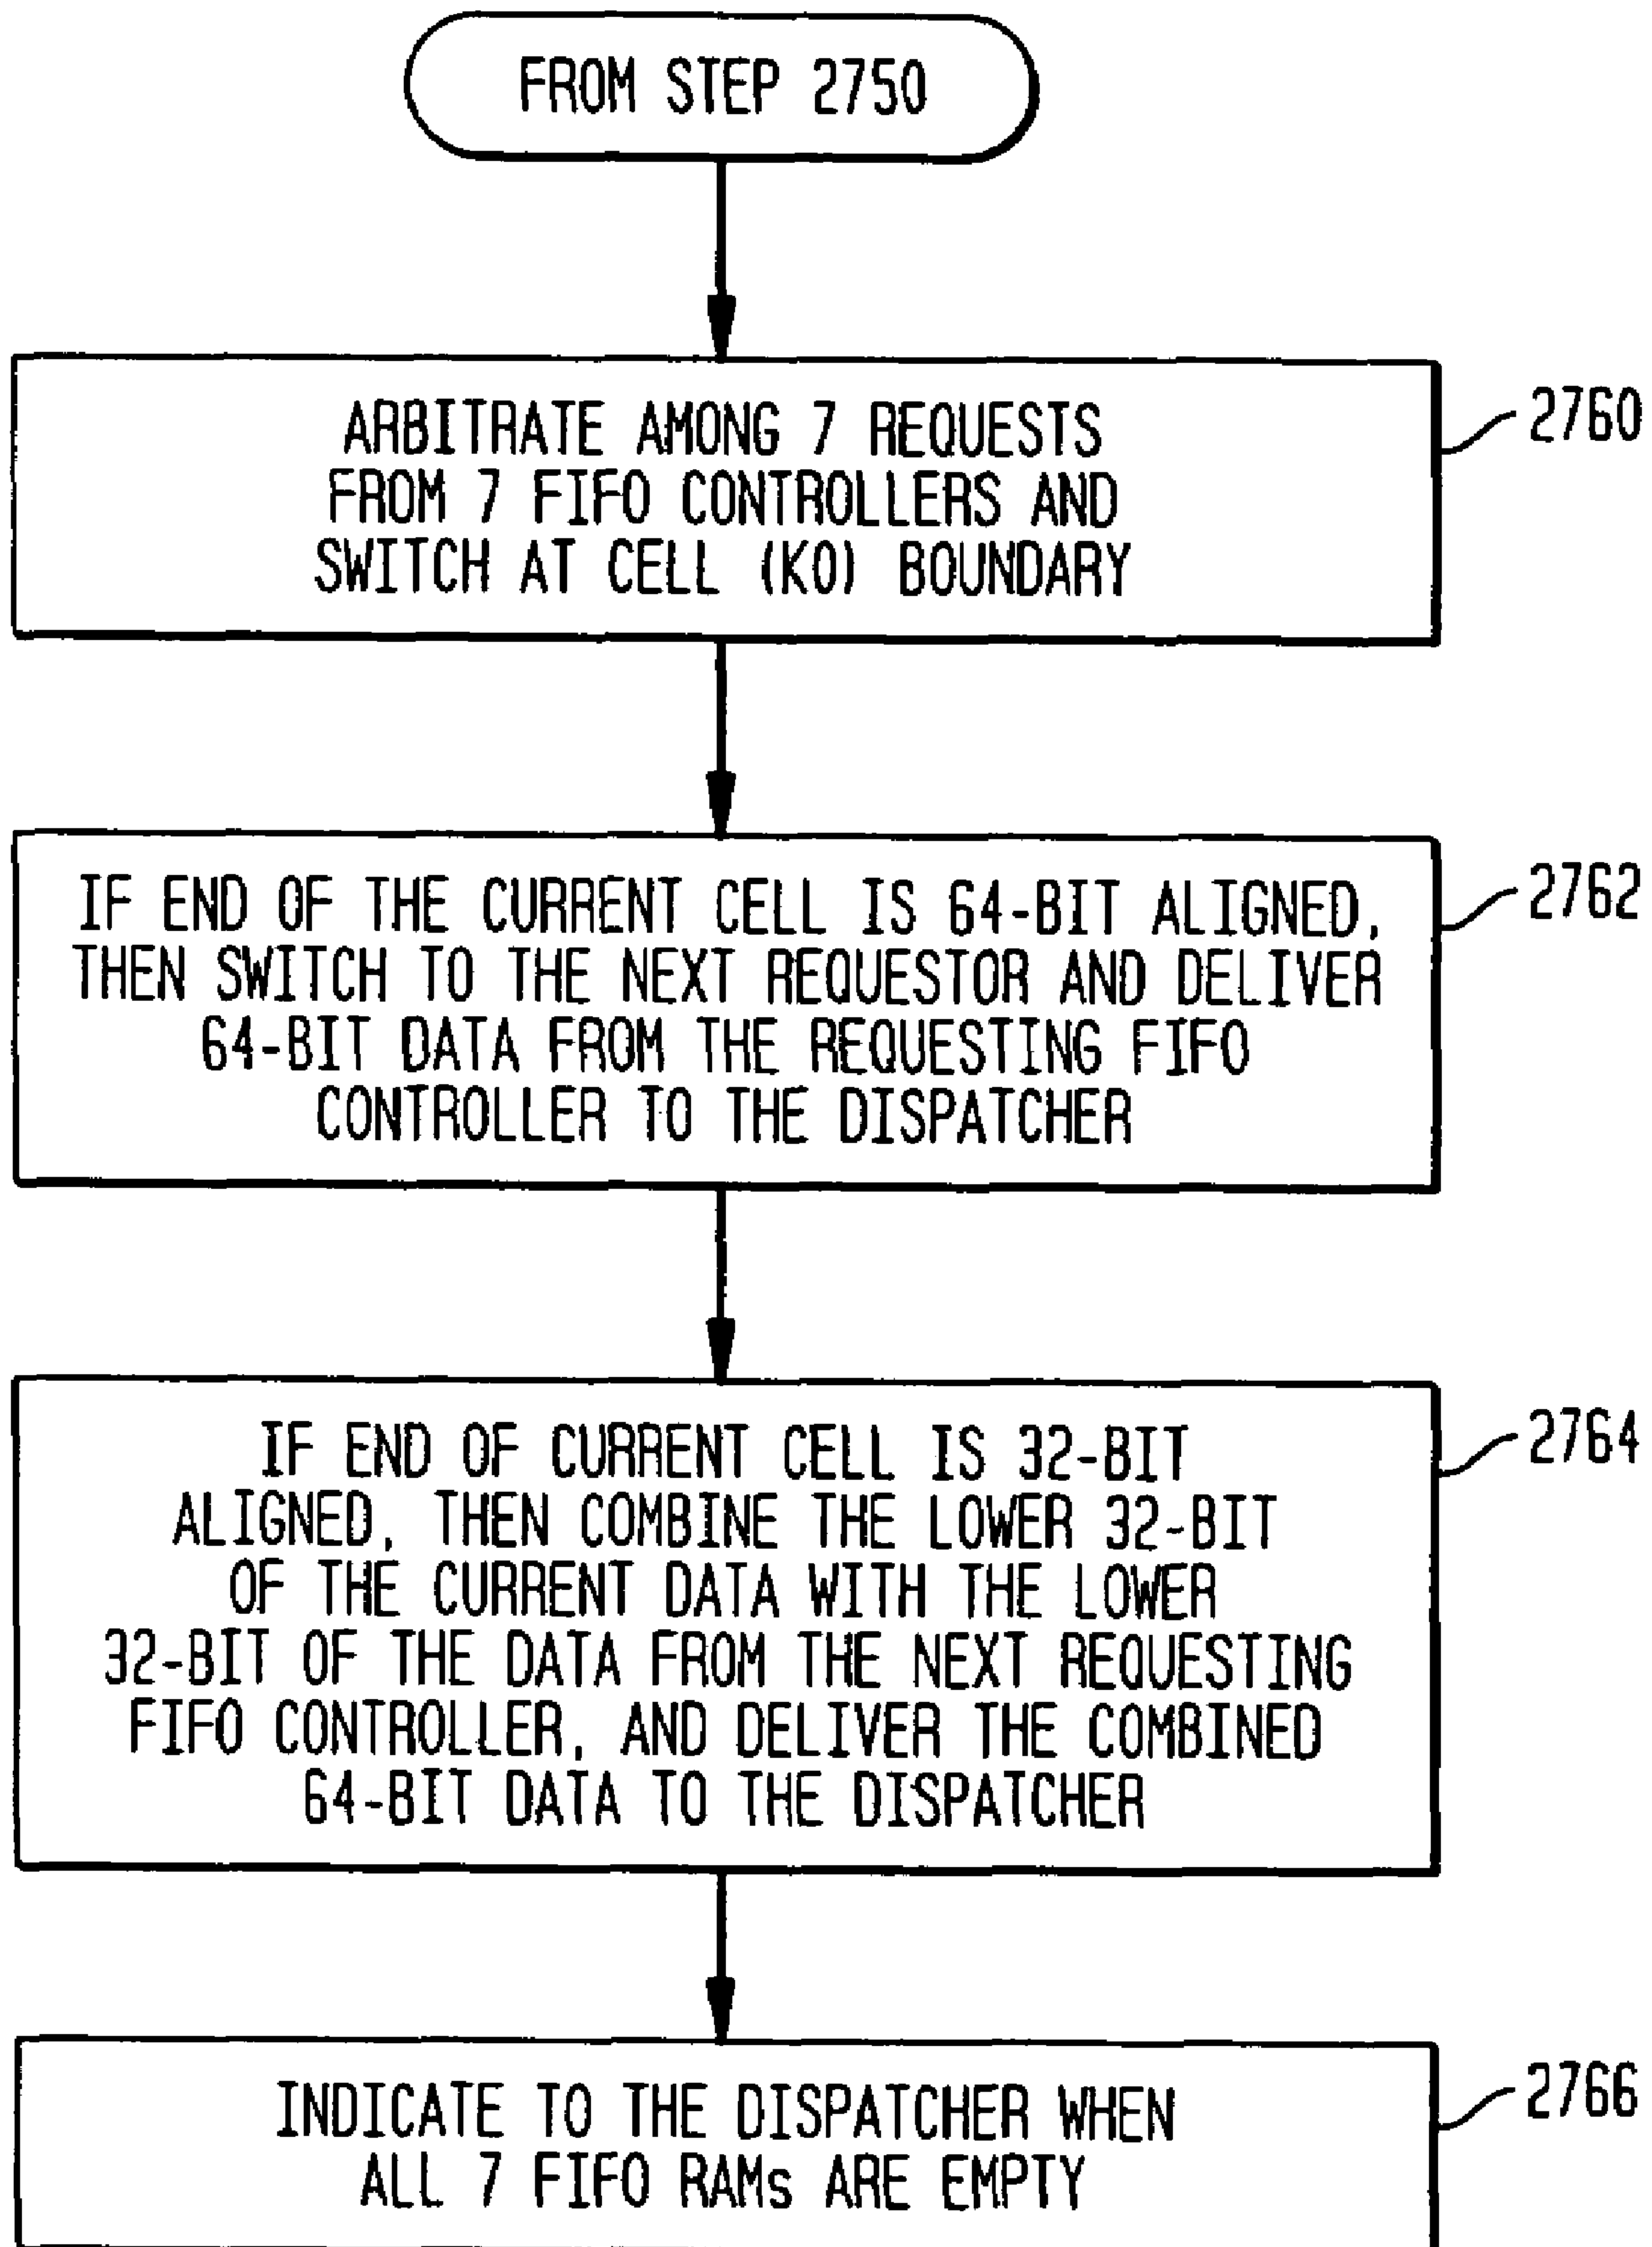 FROM STEP 2750
ARBITRATE AMONG 7 REQUESTS
FROM 7 FIFO CONTROLLERS AND
SWITCH AT CELL (K0) BOUNDARY
2760
IF END OF THE CURRENT CELL IS 64-BIT ALIGNED,
THEN SWITCH TO THE NEXT REQUESTOR AND DELIVER
64-BIT DATA FROM THE REQUESTING FIFO
CONTROLLER TO THE DISPATCHER
2762
IF END OF CURRENT CELL IS 32-BIT
ALIGNED, THEN COMBINE THE LOWER 32-BIT
OF THE CURRENT DATA WITH THE LOWER
32-BIT OF THE DATA FROM THE NEXT REQUESTING
FIFO CONTROLLER, AND DELIVER THE COMBINED
64-BIT DATA TO THE DISPATCHER
2764
INDICATE TO THE DISPATCHER WHEN
ALL 7 FIFO RAMs ARE EMPTY
2766